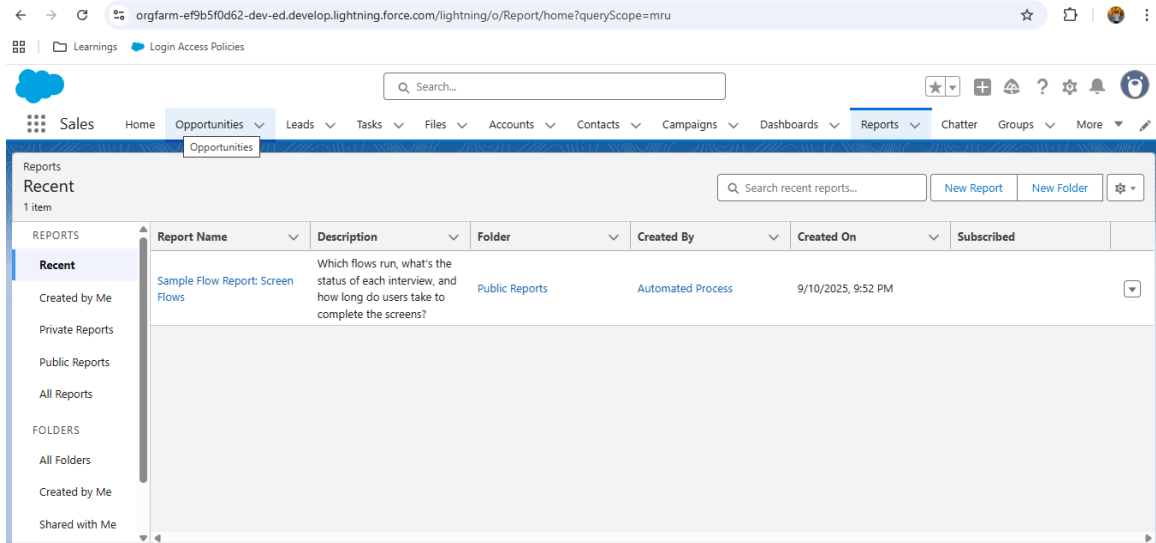 orgfarm-ef9b5f0d62-dev-ed.develop.lightning.force.com/lightning/o/Report/home?queryScope=mru
Learnings Login Access Policies
Search...
Sales Home Opportunities Leads Tasks Files Accounts Contacts Campaigns Dashboards Reports Chatter Groups More
Opportunities
Reports
Recent
1 item
Search recent reports...
New Report New Folder
REPORTS
Recent
Created by Me
Private Reports
Public Reports
All Reports
FOLDERS
All Folders
Created by Me
Shared with Me
Report Name Description Folder Created By Created On Subscribed
Sample Flow Report: Screen
Flows
Which flows run, what's the
status of each interview, and
how long do users take to
complete the screens?
Public Reports
Automated Process
9/10/2025, 9:52 PM